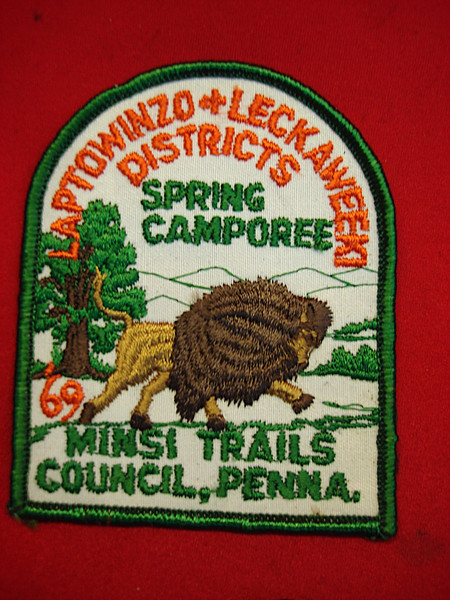 LAPTOWINZO + LECKAWEEKI
DISTRICTS
SPRING
CAMPOREE
'69
MINSI TRAILS
COUNCIL, PENNA.